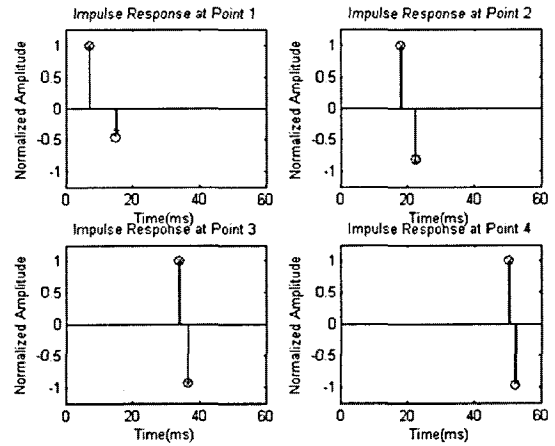 Impulse Response at Point 1
Normalized Amplitude
1
0.5
0
-0.5
-1
0 20 40 60
Time(ms)
Impulse Response at Point 2
Normalized Amplitude
1
0.5
0
-0.5
-1
0 20 40 60
Time(ms)
Impulse Response at Point 3
Normalized Amplitude
1
0.5
0
-0.5
-1
0 20 40 60
Time(ms)
Impulse Response at Point 4
Normalized Amplitude
1
0.5
0
-0.5
-1
0 20 40 60
Time(ms)